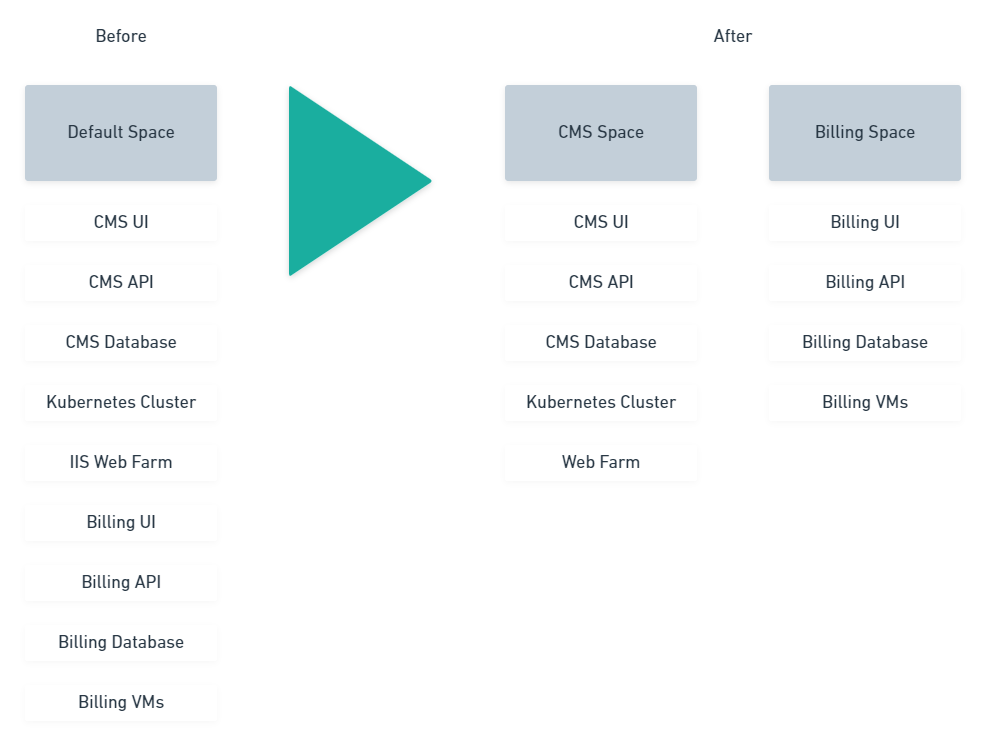 Before
After
Default Space
CMS UI
CMS API
CMS Database
Kubernetes Cluster
IIS Web Farm
Billing UI
Billing API
Billing Database
Billing VMs
CMS Space
CMS UI
CMS API
CMS Database
Kubernetes Cluster
Web Farm
Billing Space
Billing UI
Billing API
Billing Database
Billing VMs